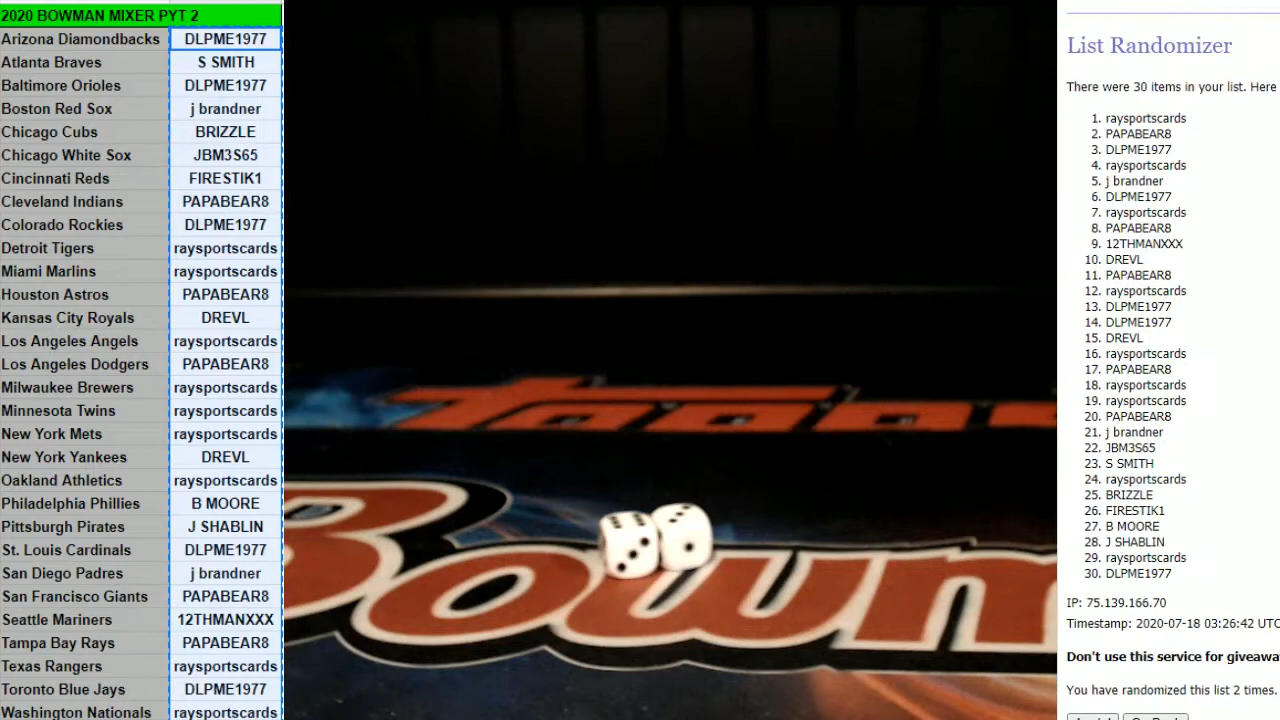 2020 BOWMAN MIXER PYT 2
Arizona Diamondbacks DLPME1977
Atlanta Braves S SMITH
Baltimore Orioles DLPME1977
Boston Red Sox j brandner
Chicago Cubs BRIZZLE
Chicago White Sox JBM3S65
Cincinnati Reds FIRESTIK1
Cleveland Indians PAPABEAR8
Colorado Rockies DLPME1977
Detroit Tigers raysportscards
Miami Marlins raysportscards
Houston Astros PAPABEAR8
Kansas City Royals DREVL
Los Angeles Angels raysportscards
Los Angeles Dodgers PAPABEAR8
Milwaukee Brewers raysportscards
Minnesota Twins raysportscards
New York Mets raysportscards
New York Yankees DREVL
Oakland Athletics raysportscards
Philadelphia Phillies B MOORE
Pittsburgh Pirates J SHABLIN
St. Louis Cardinals DLPME1977
San Diego Padres j brandner
San Francisco Giants PAPABEAR8
Seattle Mariners 12THMANXXX
Tampa Bay Rays PAPABEAR8
Texas Rangers raysportscards
Toronto Blue Jays DLPME1977
Washington Nationals raysportscards
Bowm
List Randomizer
There were 30 items in your list. Here
1. raysportscards
2. PAPABEAR8
3. DLPME1977
4. raysportscards
5. j brandner
6. DLPME1977
7. raysportscards
8. PAPABEAR8
9. 12THMANXXX
10. DREVL
11. PAPABEAR8
12. raysportscards
13. DLPME1977
14. DLPME1977
15. DREVL
16. raysportscards
17. PAPABEAR8
18. raysportscards
19. raysportscards
20. PAPABEAR8
21. j brandner
22. JBM3S65
23. S SMITH
24. raysportscards
25. BRIZZLE
26. FIRESTIK1
27. B MOORE
28. J SHABLIN
29. raysportscards
30. DLPME1977
IP: 75.139.166.70
Timestamp: 2020-07-18 03:26:42 UTC
Don't use this service for giveawa
You have randomized this list 2 times.